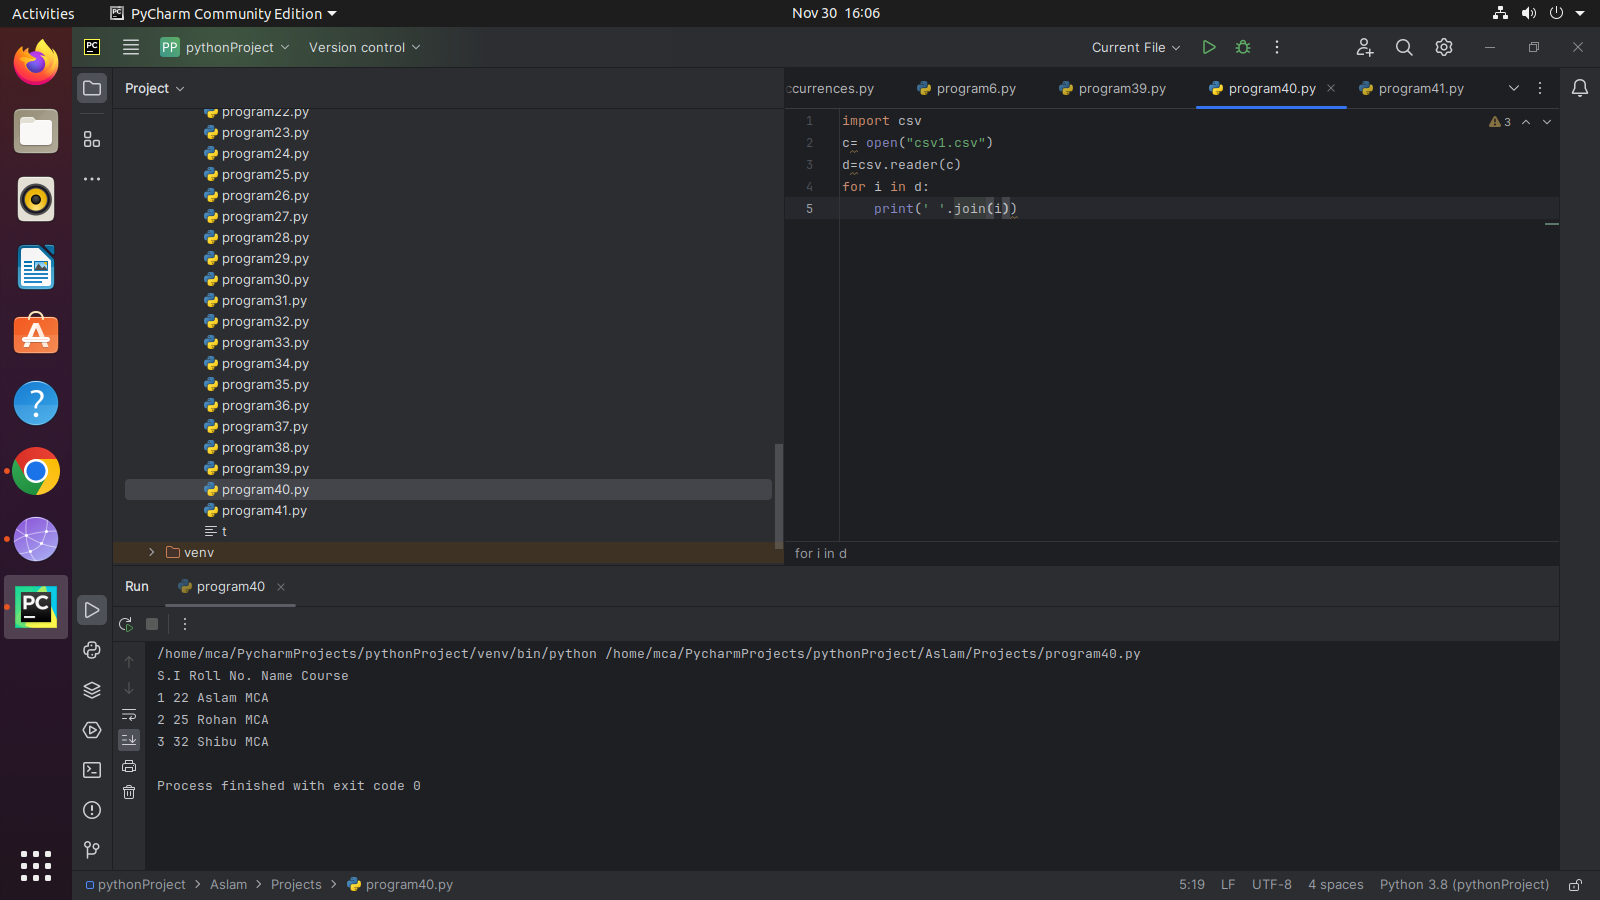 Activities
PyCharm Community Edition
Nov 30 16:06
PC
PP pythonProject
Version control
Current File
Project
program22.py
program23.py
program24.py
program25.py
program26.py
program27.py
program28.py
program29.py
program30.py
program31.py
program32.py
program33.py
program34.py
program35.py
program36.py
program37.py
program38.py
program39.py
program40.py
program41.py
t
venv
ccurrences.py
program6.py
program39.py
program40.py
program41.py
1 import csv
2 c= open("csv1.csv")
3 d=csv.reader(c)
4 for i in d:
5 print(' '.join(i))
3
for i in d
Run
program40
/home/mca/PycharmProjects/pythonProject/venv/bin/python /home/mca/PycharmProjects/pythonProject/Aslam/Projects/program40.py
S.I Roll No. Name Course
1 22 Aslam MCA
2 25 Rohan MCA
3 32 Shibu MCA
Process finished with exit code 0
PC
pythonProject > Aslam > Projects > program40.py
5:19 LF UTF-8 4 spaces Python 3.8 (pythonProject)